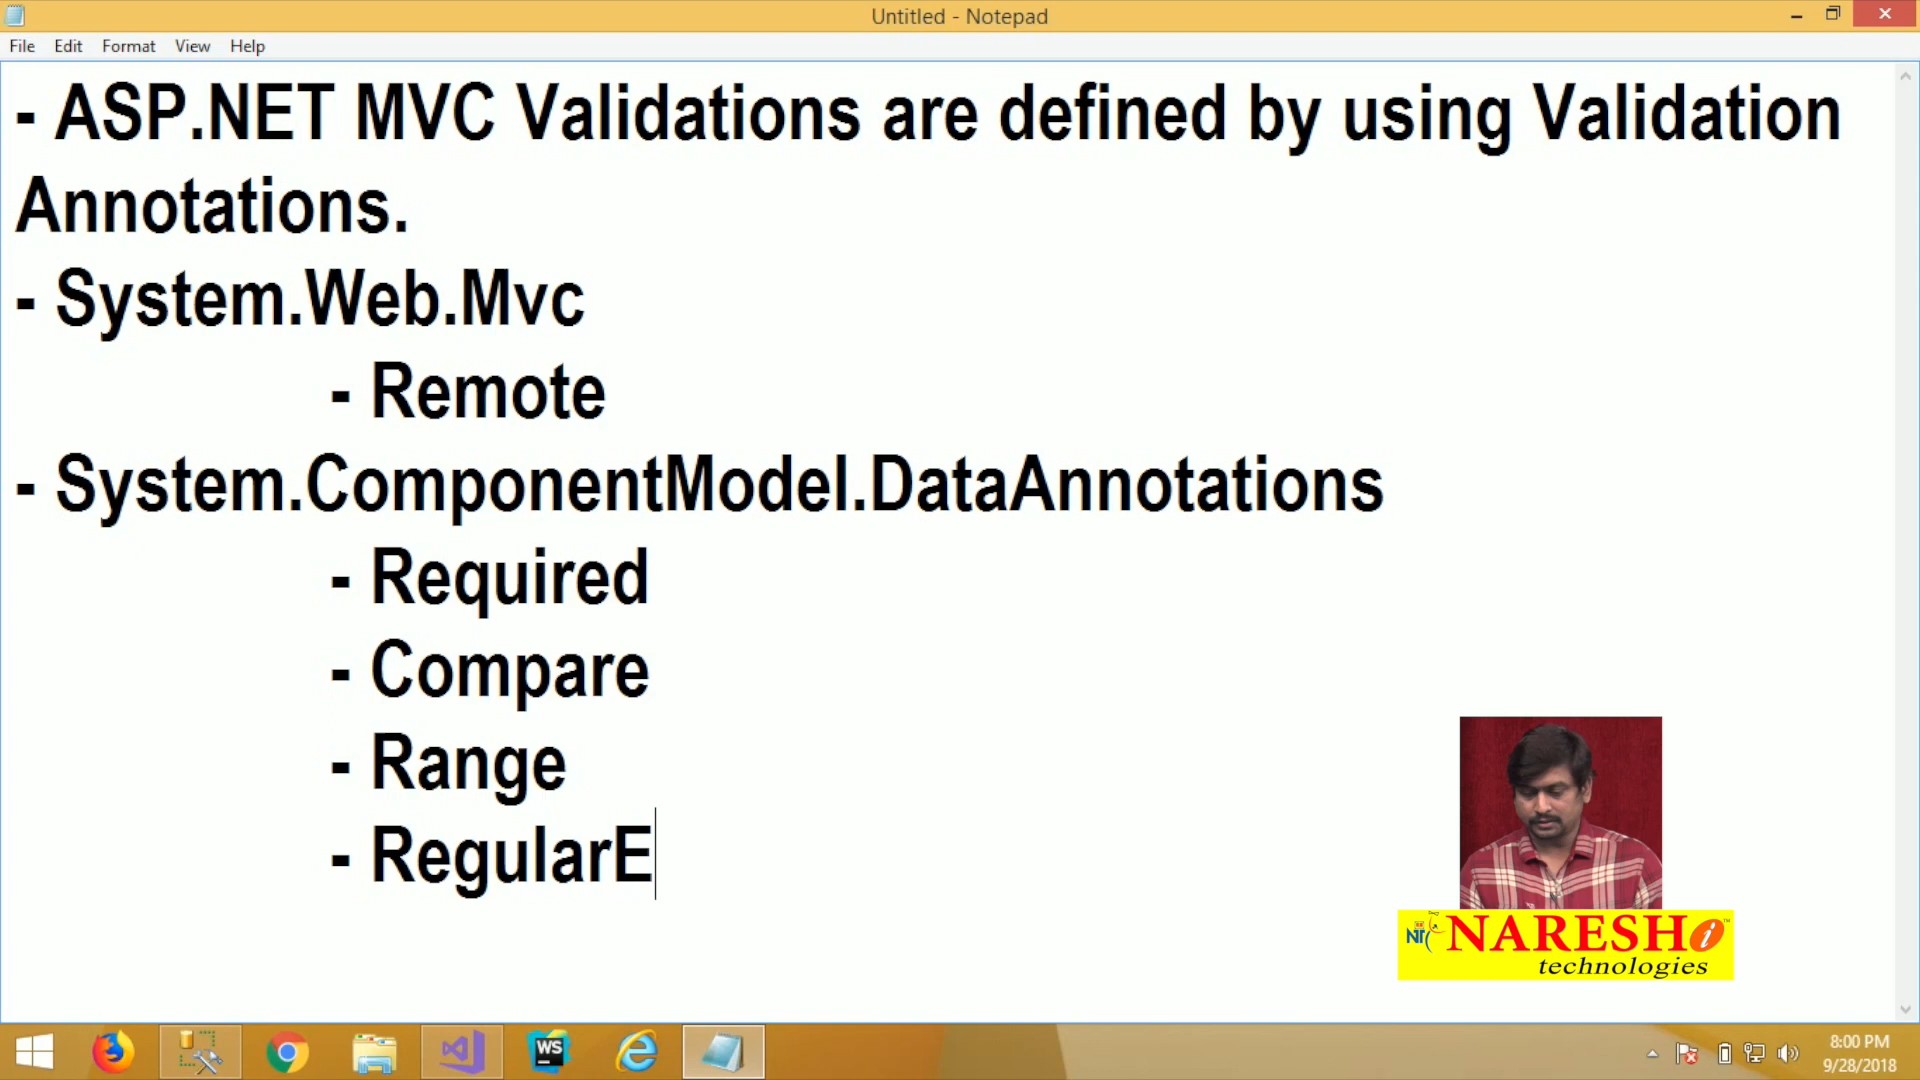 Untitled - Notepad
File Edit Format View Help
- ASP.NET MVC Validations are defined by using Validation
Annotations.
- System.Web.Mvc
- Remote
- System.ComponentModel.DataAnnotations
- Required
- Compare
- Range
- RegularE
NARESH i
technologies
WS
8:00 PM
9/28/2018